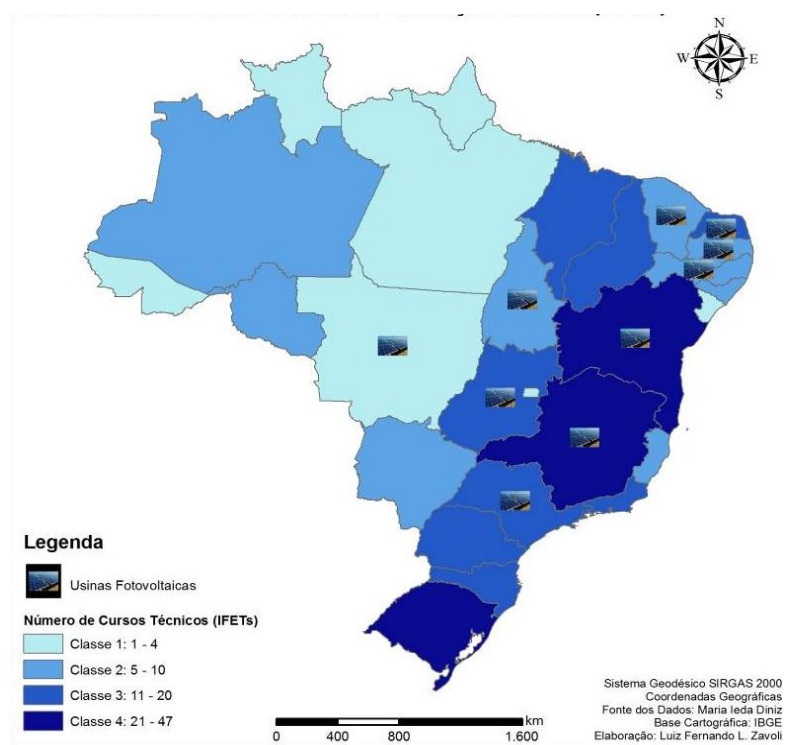 N
W
E
S
Legenda
Usinas Fotovoltaicas
Número de Cursos Técnicos (IFETs)
Classe 1: 1 - 4
Classe 2: 5 - 10
Classe 3: 11 - 20
Classe 4: 21 - 47
km
0 400 800 1.600
Sistema Geodésico SIRGAS 2000
Coordenadas Geográficas
Fonte dos Dados: Maria Ieda Diniz
Base Cartográfica: IBGE
Elaboração: Luiz Fernando L. Zavoli